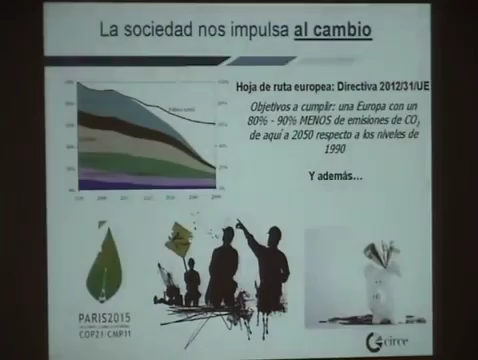 La sociedad nos impulsa al cambio
Hoja de ruta europea: Directiva 2012/31/UE
Objetivos a cumplir: una Europa con un
80% - 90% MENOS de emisiones de CO₂
de aquí a 2050 respecto a los niveles de
1990
Y además...
PARIS2015
COP21·CMP11
circe